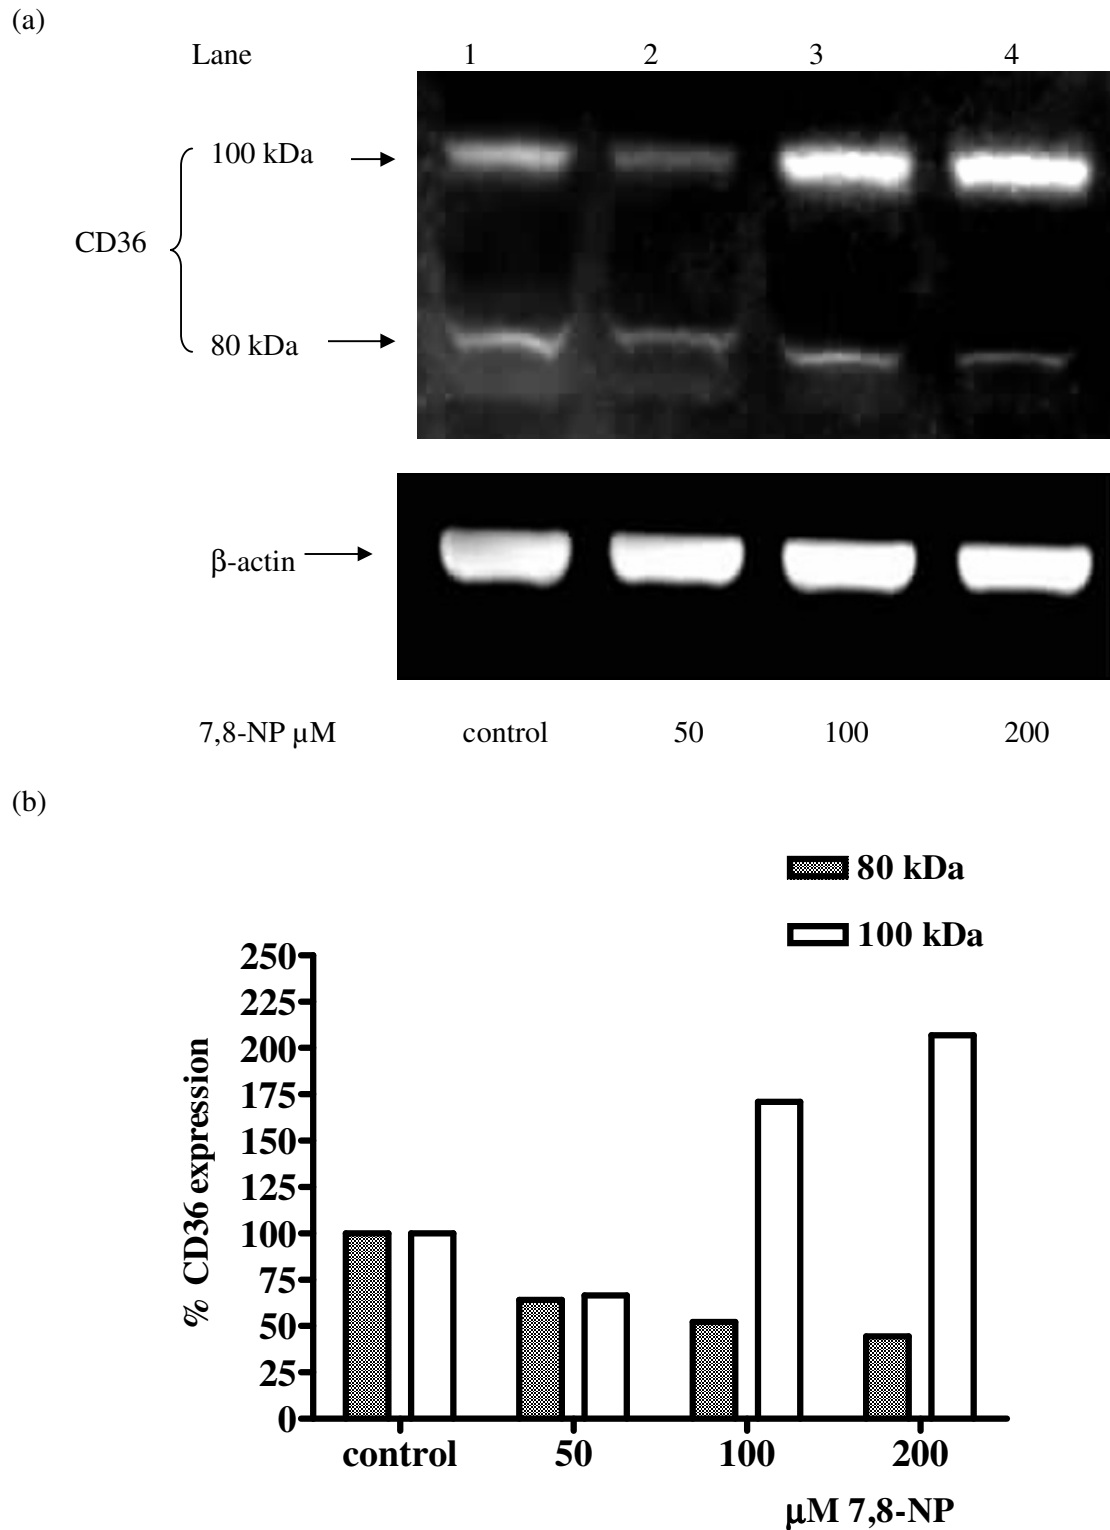 (a)
Lane 1 2 3 4
100 kDa
CD36
80 kDa
β-actin
7,8-NP µM control 50 100 200
(b)
80 kDa
100 kDa
250
225
200
175
150
125
100
75
50
25
0
% CD36 expression
control 50 100 200
µM 7,8-NP